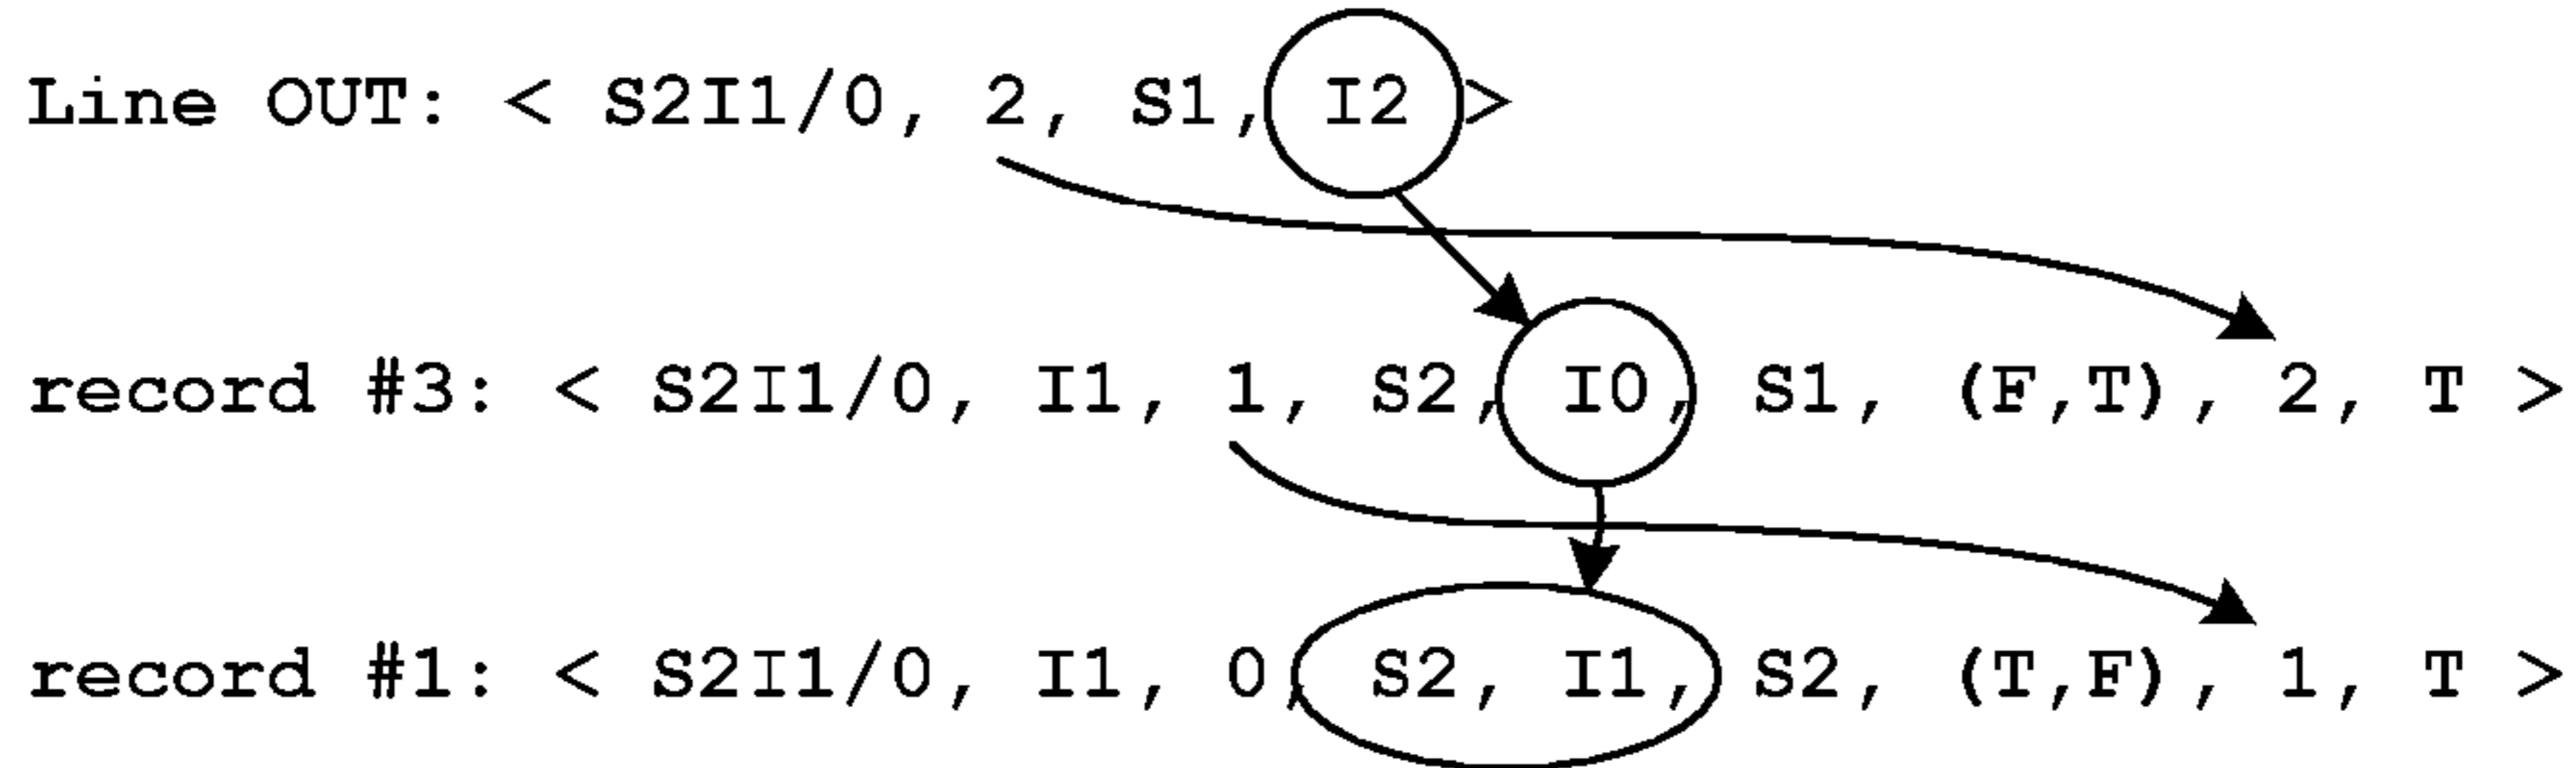 Line OUT: < S2I1/0, 2, S1, I2 >
record #3: < S2I1/0, I1, 1, S2, I0, S1, (F,T), 2, T >
record #1: < S2I1/0, I1, 0, S2, I1, S2, (T,F), 1, T >